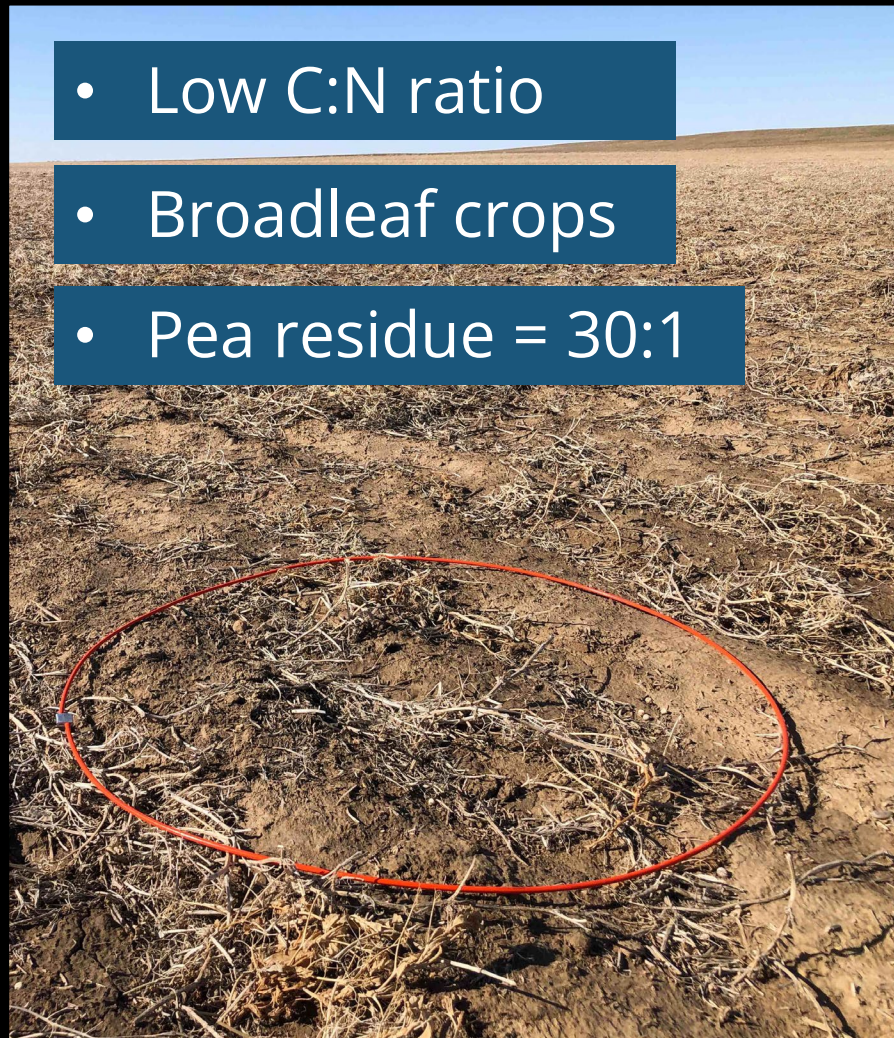 • Low C:N ratio
• Broadleaf crops
• Pea residue = 30:1